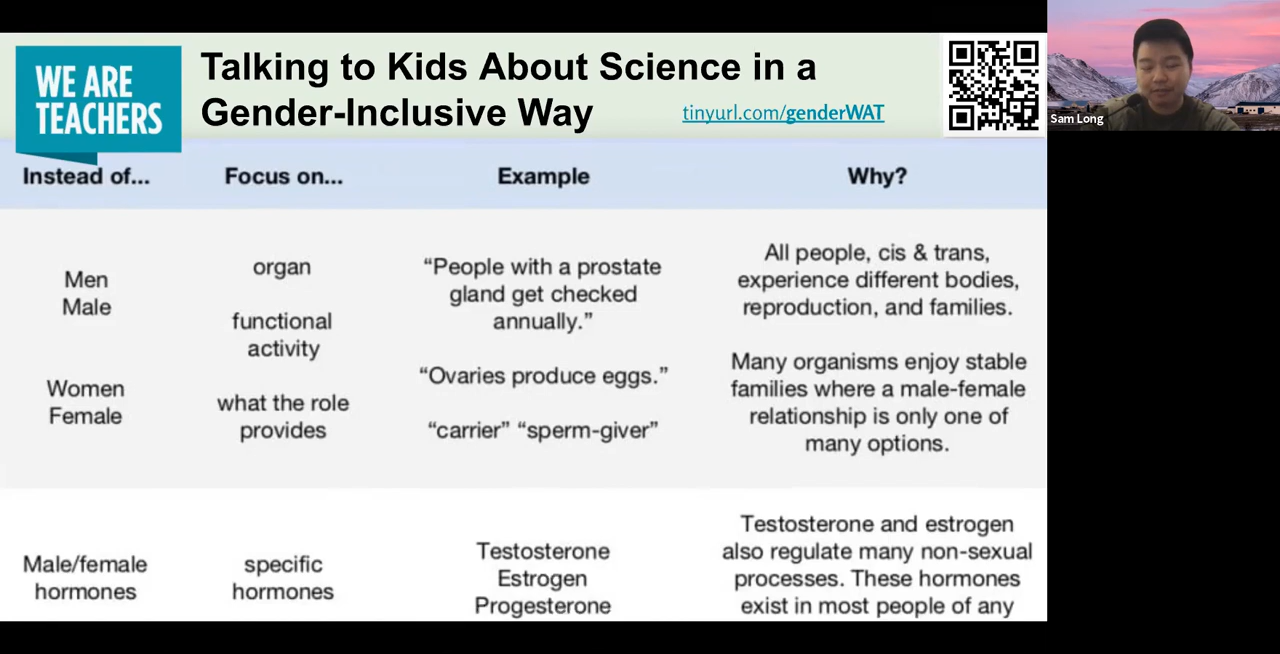 WE ARE
TEACHERS
Talking to Kids About Science in a
Gender-Inclusive Way
tinyurl.com/genderWAT
Sam Long
Instead of...
Focus on...
Example
Why?
Men
Male
Women
Female
organ
functional
activity
what the role
provides
“People with a prostate
gland get checked
annually.”
“Ovaries produce eggs.”
“carrier” “sperm-giver”
All people, cis & trans,
experience different bodies,
reproduction, and families.
Many organisms enjoy stable
families where a male-female
relationship is only one of
many options.
Male/female
hormones
specific
hormones
Testosterone
Estrogen
Progesterone
Testosterone and estrogen
also regulate many non-sexual
processes. These hormones
exist in most people of any